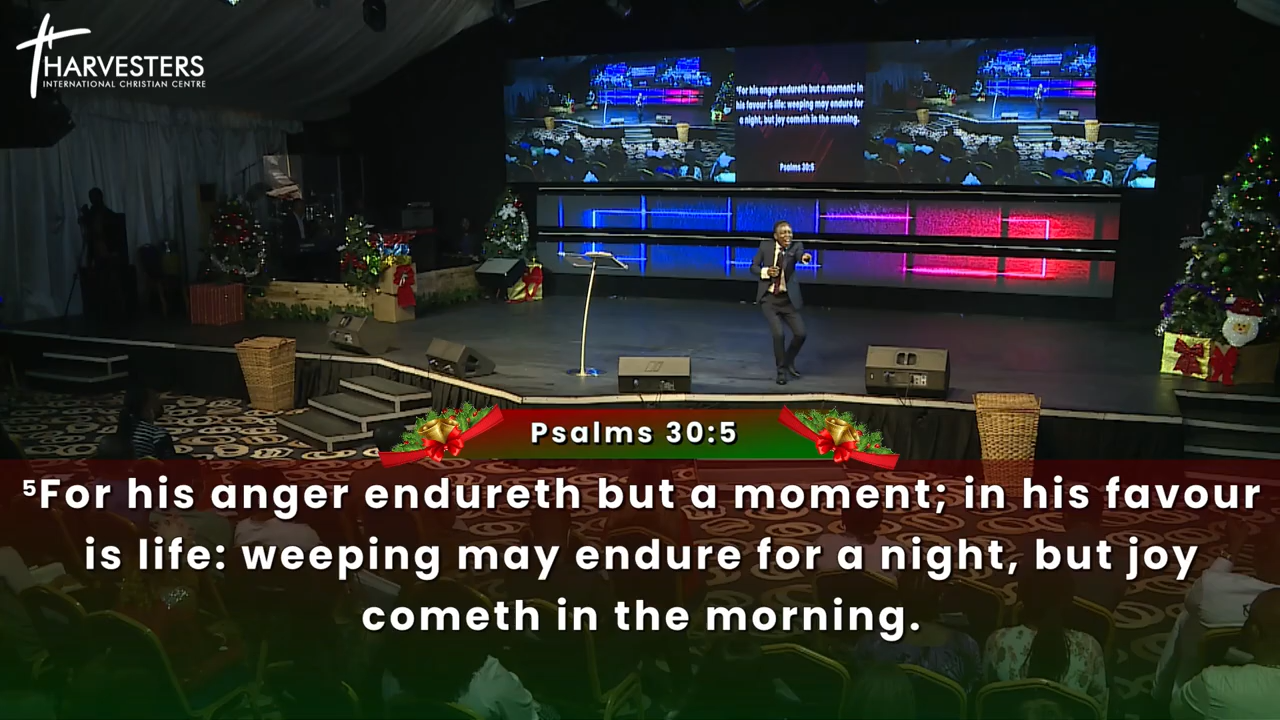 HARVESTERS
INTERNATIONAL CHRISTIAN CENTRE
For his anger endureth but a moment; in
his favour is life: weeping may endure for
a night, but joy cometh in the morning.
Psalms 30:5
Psalms 30:5
⁵For his anger endureth but a moment; in his favour
is life: weeping may endure for a night, but joy
cometh in the morning.